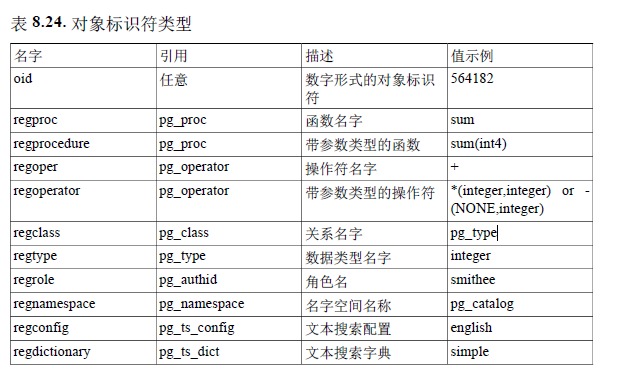 表 8.24. 对象标识符类型
名字 引用 描述 值示例
oid 任意 数字形式的对象标识 564182
符
regproc pg_proc 函数名字 sum
regprocedure pg_proc 带参数类型的函数 sum(int4)
regoper pg_operator 操作符名字 +
regoperator pg_operator 带参数类型的操作符 *(integer,integer) or -
(NONE,integer)
regclass pg_class 关系名字 pg_type
regtype pg_type 数据类型名字 integer
regrole pg_authid 角色名 smithee
regnamespace pg_namespace 名字空间名称 pg_catalog
regconfig pg_ts_config 文本搜索配置 english
regdictionary pg_ts_dict 文本搜索字典 simple